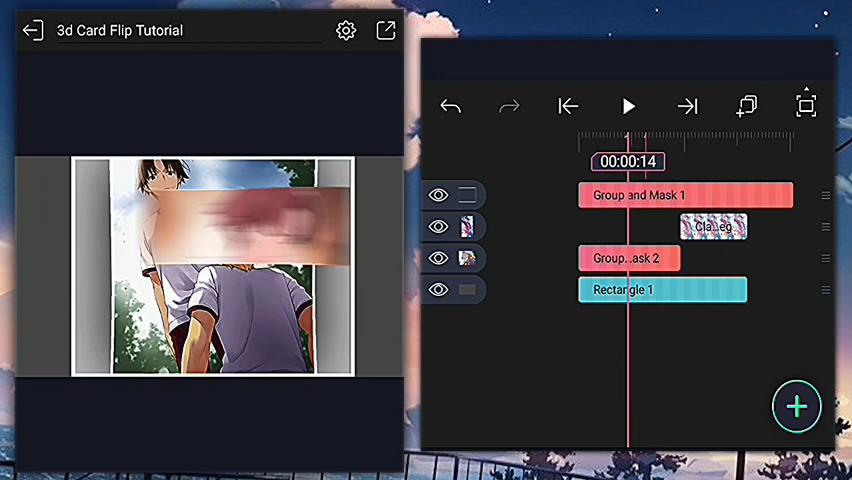 3d Card Flip Tutorial
00:00:14
Group and Mask 1
Cla...eg
Group...ask 2
Rectangle 1